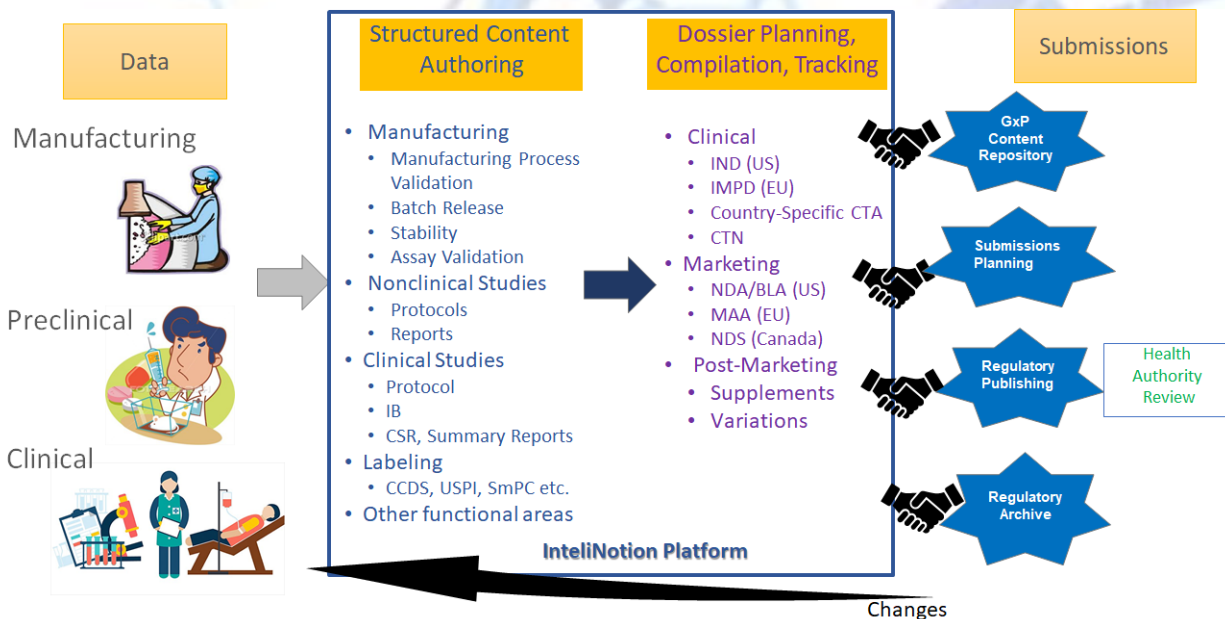 Data
Manufacturing
Preclinical
Clinical
Structured Content
Authoring
• Manufacturing
• Manufacturing Process
Validation
• Batch Release
• Stability
• Assay Validation
• Nonclinical Studies
• Protocols
• Reports
• Clinical Studies
• Protocol
• IB
• CSR, Summary Reports
• Labeling
• CCDS, USPI, SmPC etc.
• Other functional areas
Dossier Planning,
Compilation, Tracking
• Clinical
• IND (US)
• IMPD (EU)
• Country-Specific CTA
• CTN
• Marketing
• NDA/BLA (US)
• MAA (EU)
• NDS (Canada)
• Post-Marketing
• Supplements
• Variations
InteliNotion Platform
Submissions
GxP
Content
Repository
Submissions
Planning
Regulatory
Publishing
Health
Authority
Review
Regulatory
Archive
Changes